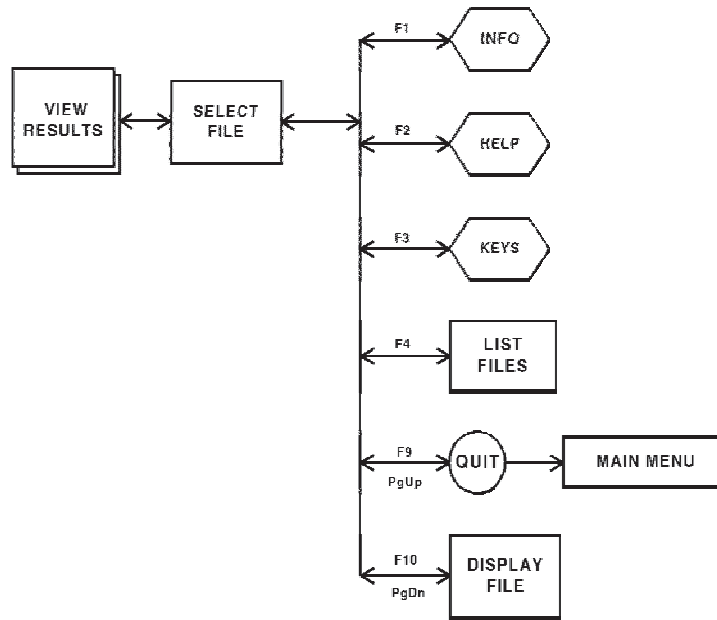 F1
INFO
VIEW
RESULTS
SELECT
FILE
F2
HELP
F3
KEYS
F4
LIST
FILES
F9
PgUp
QUIT
MAIN MENU
F10
PgDn
DISPLAY
FILE